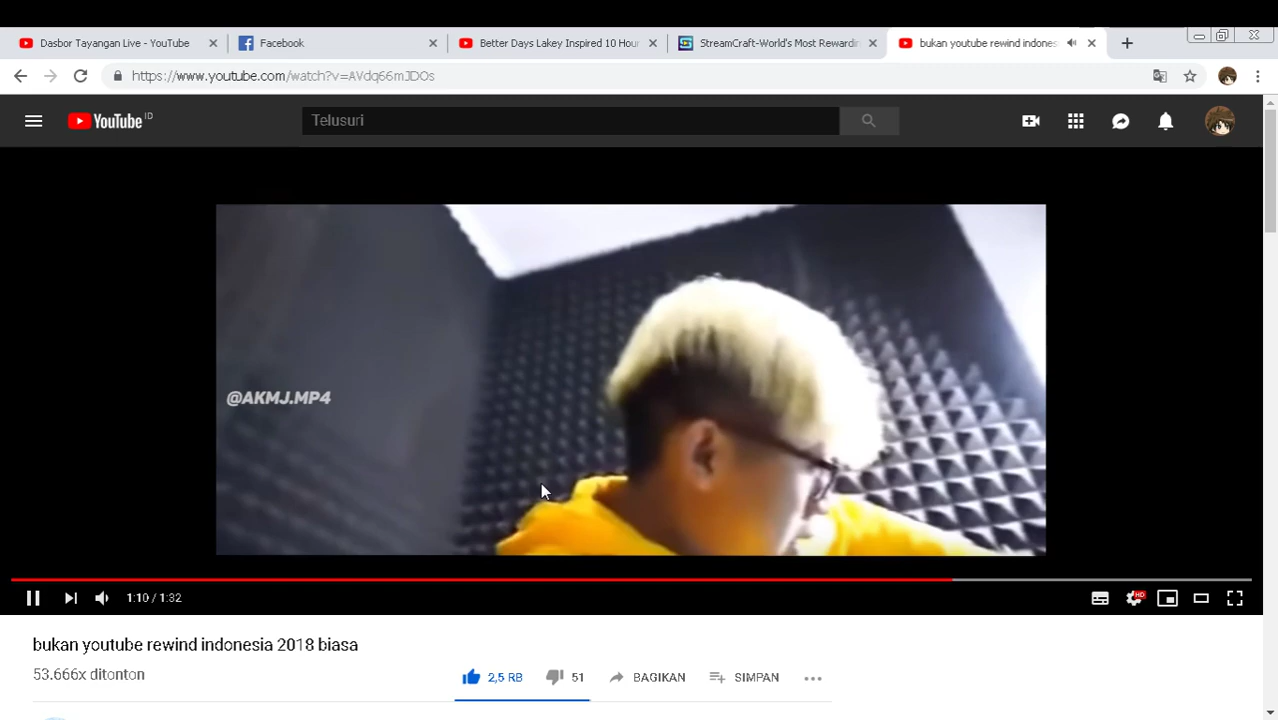 Dasbor Tayangan Live - YouTube
Facebook
Better Days Lakey Inspired 10 Hour
StreamCraft-World's Most Rewardin
bukan youtube rewind indones
https://www.youtube.com/watch?v=AVdq66mJDOs
YouTube ID
Telusuri
@AKMJ.MP4
1:10 / 1:32
HD
bukan youtube rewind indonesia 2018 biasa
53.666x ditonton
2,5 RB
51
BAGIKAN
SIMPAN